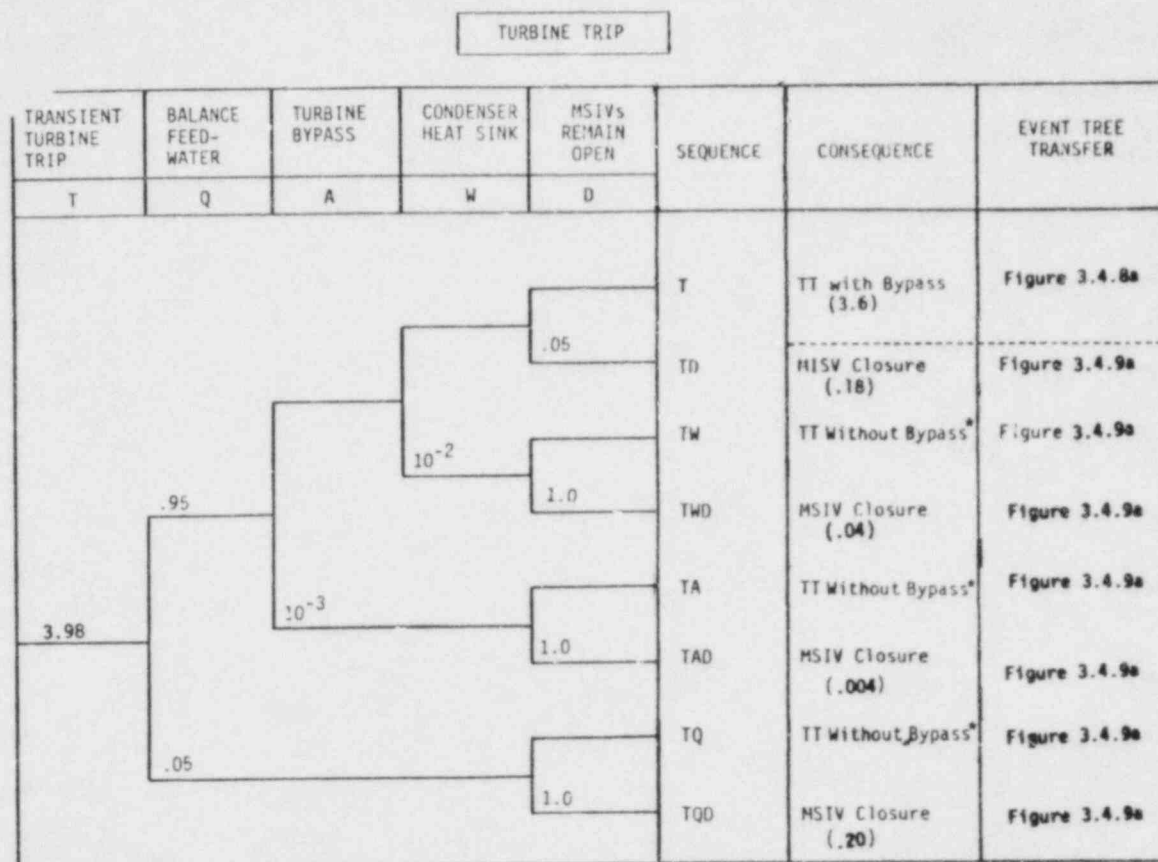 TURBINE TRIP
TRANSIENT TURBINE TRIP
T
BALANCE FEED-WATER
Q
TURBINE BYPASS
A
CONDENSER HEAT SINK
W
MSIVs REMAIN OPEN
D
SEQUENCE
CONSEQUENCE
EVENT TREE TRANSFER
T
TT with Bypass
(3.6)
Figure 3.4.8a
.05
TD
MISV Closure
(.18)
Figure 3.4.9a
TW
TT Without Bypass*
Figure 3.4.9a
10-2
1.0
TWD
MSIV Closure
(.04)
Figure 3.4.9a
.95
TA
TT Without Bypass*
Figure 3.4.9a
10-3
3.98
1.0
TAD
MSIV Closure
(.004)
Figure 3.4.9a
TQ
TT Without Bypass*
Figure 3.4.9a
.05
1.0
TQD
MSIV Closure
(.20)
Figure 3.4.9a